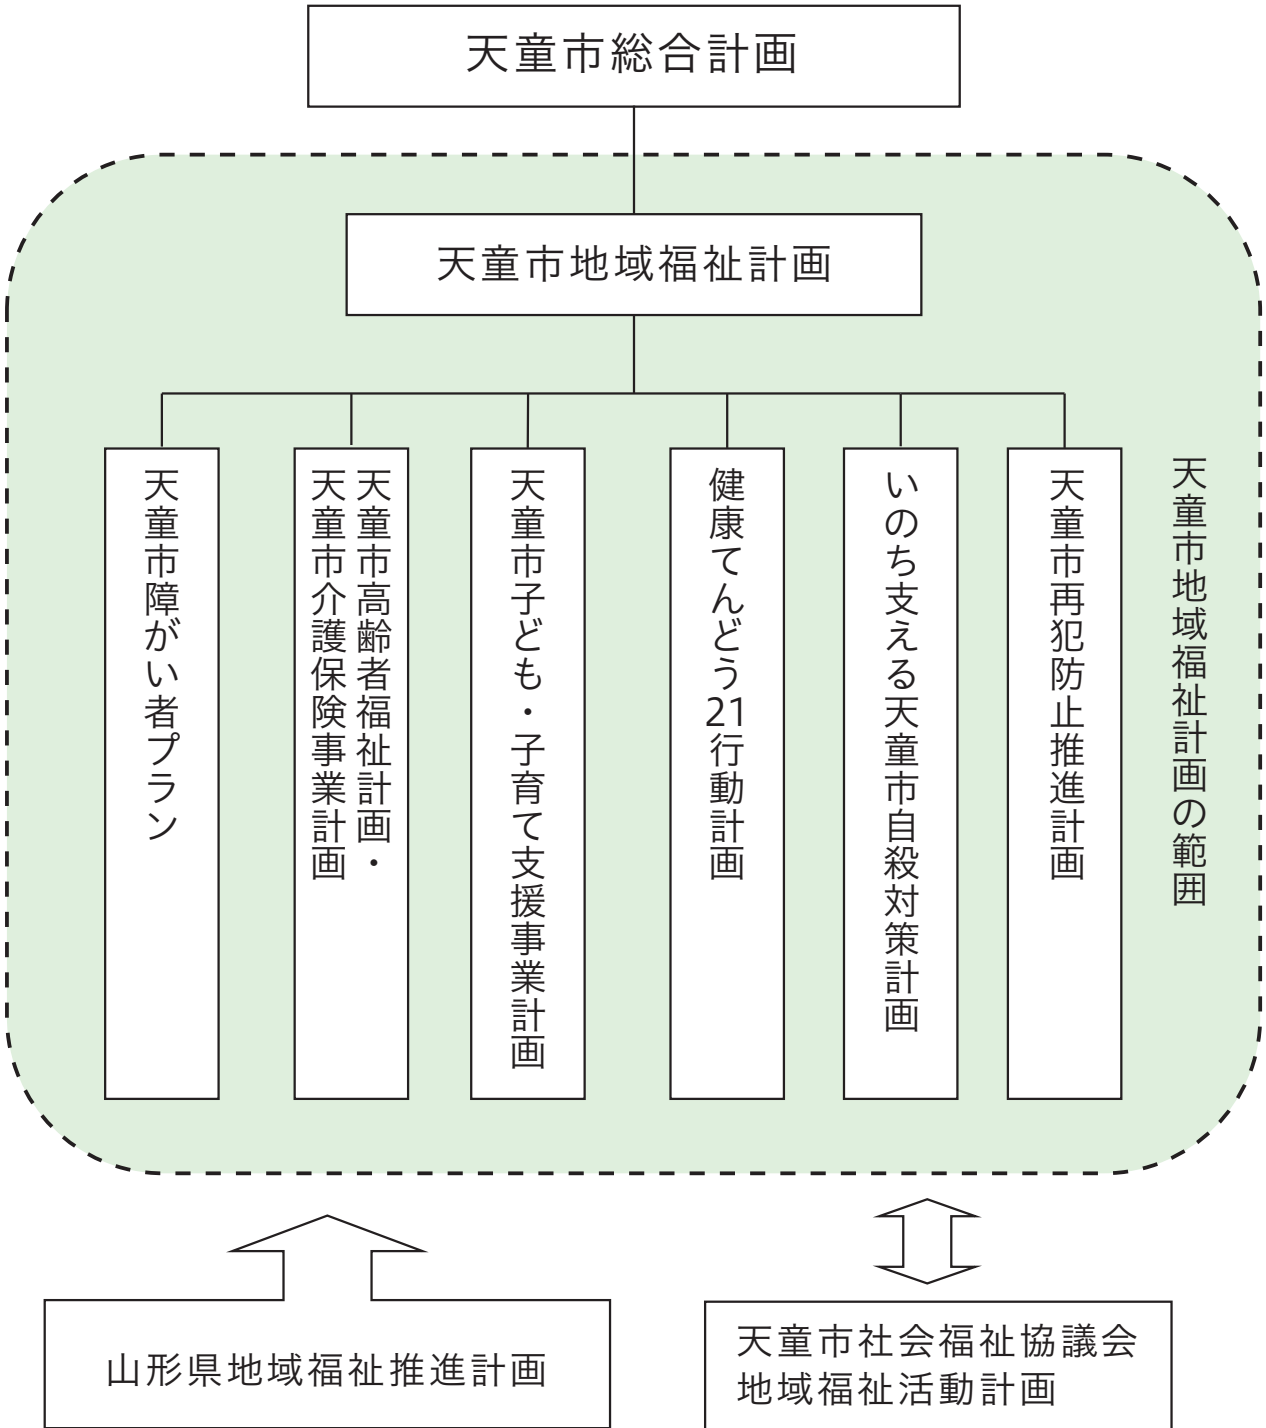 天童市総合計画
天童市地域福祉計画
天童市障がい者プラン
天童市高齢者福祉計画・
天童市介護保険事業計画
天童市子ども・子育て支援事業計画
健康てんどう21行動計画
いのち支える天童市自殺対策計画
天童市再犯防止推進計画
天童市地域福祉計画の範囲
山形県地域福祉推進計画
天童市社会福祉協議会
地域福祉活動計画